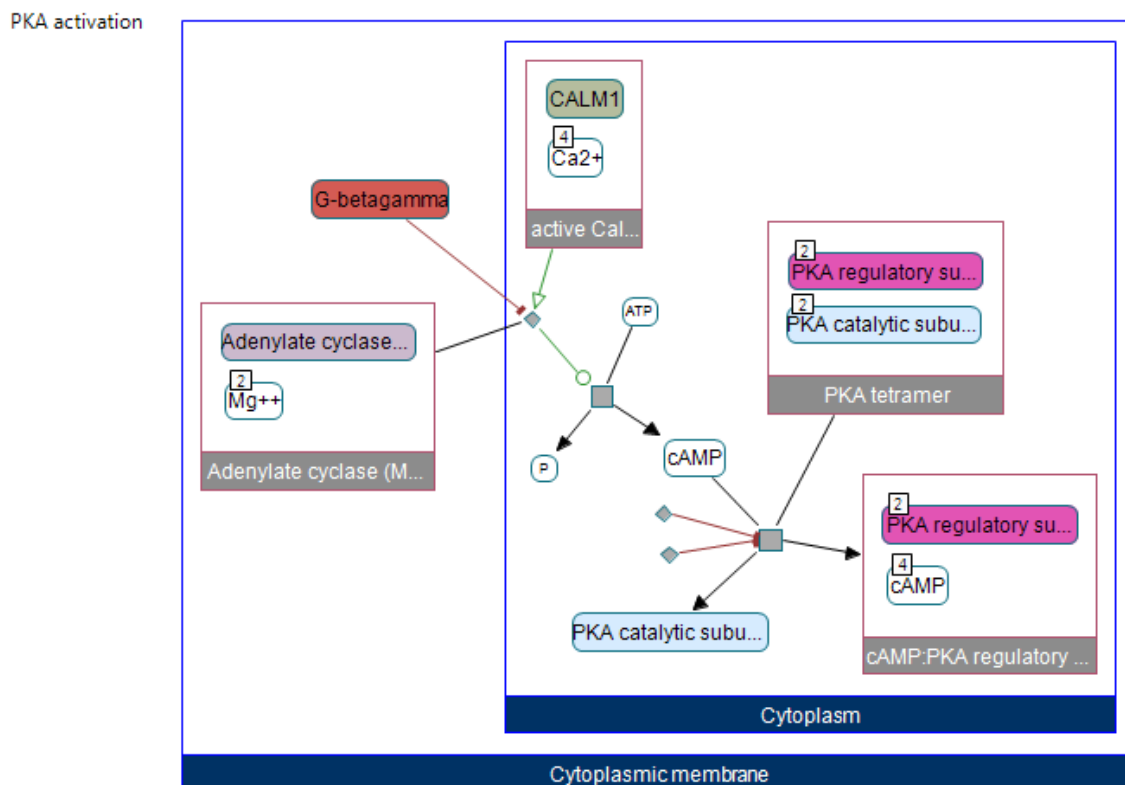 PKA activation
CALM1
4
Ca2+
active Cal...
G-betagamma
2
PKA regulatory su...
2
PKA catalytic subu...
PKA tetramer
ATP
Adenylate cyclase...
2
Mg++
Adenylate cyclase (M...
P
cAMP
2
PKA regulatory su...
4
cAMP
cAMP:PKA regulatory ...
PKA catalytic subu...
Cytoplasm
Cytoplasmic membrane